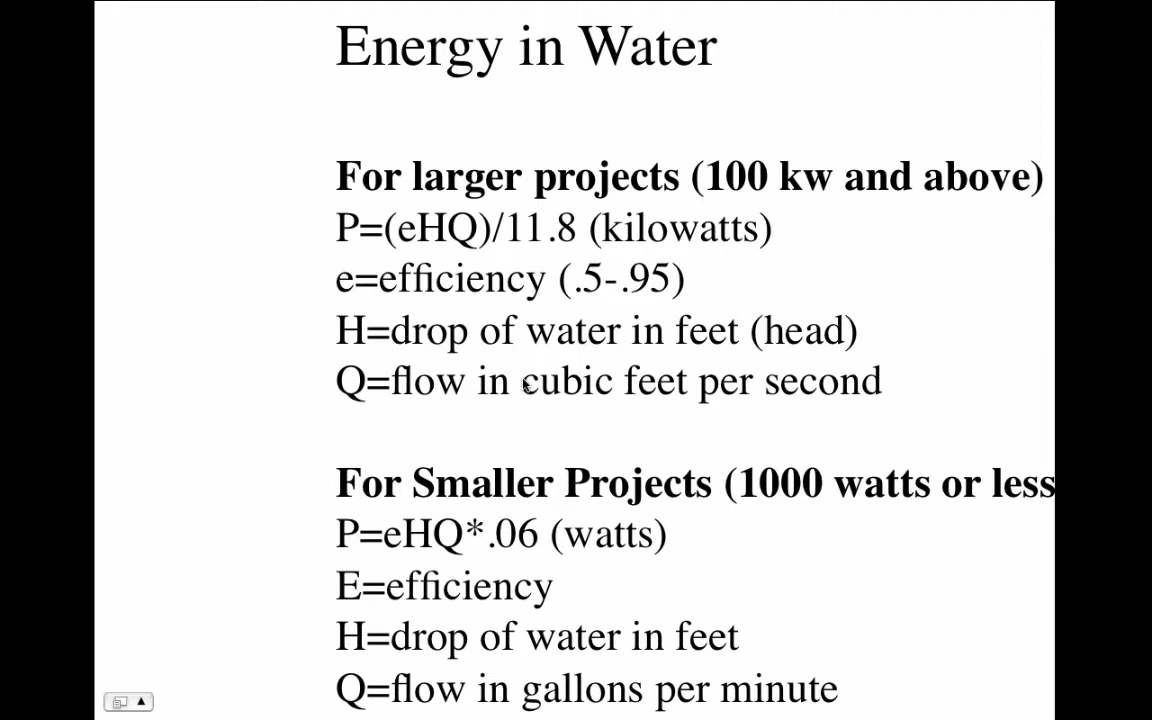 Energy in Water
For larger projects (100 kw and above)
P=(eHQ)/11.8 (kilowatts)
e=efficiency (.5-.95)
H=drop of water in feet (head)
Q=flow in cubic feet per second
For Smaller Projects (1000 watts or less
P=eHQ*.06 (watts)
E=efficiency
H=drop of water in feet
Q=flow in gallons per minute